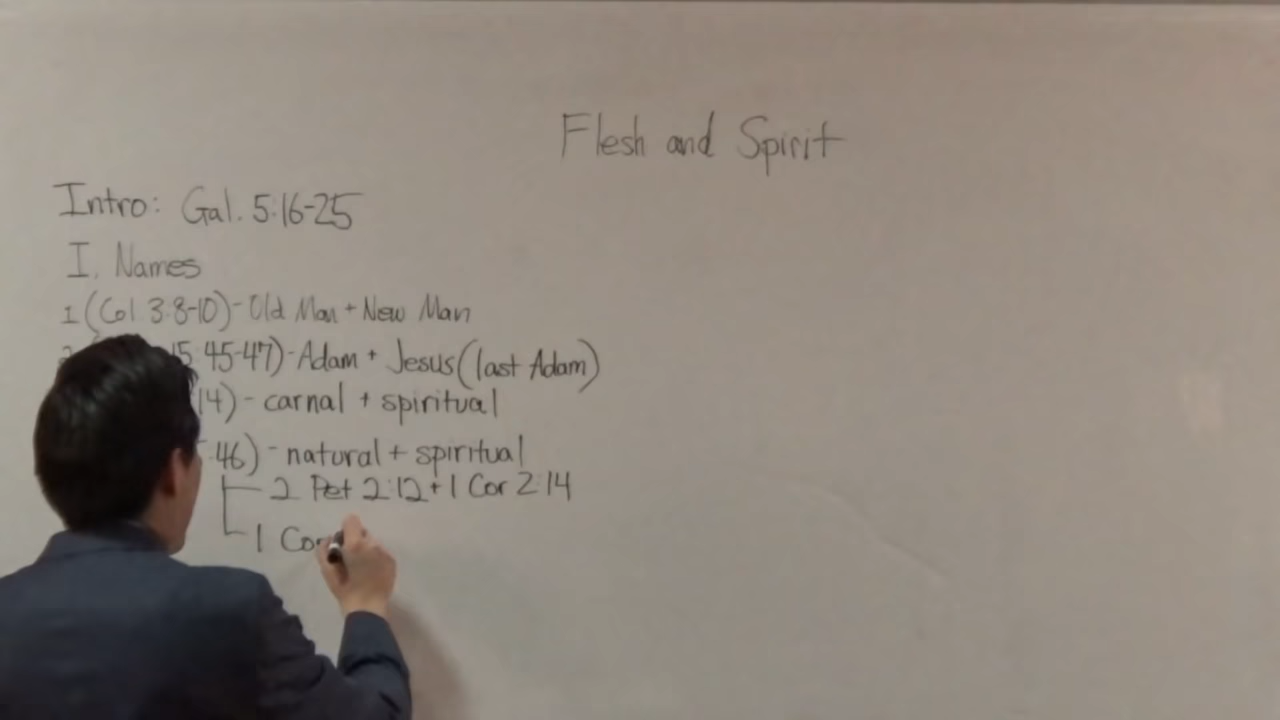 Flesh and Spirit
Intro: Gal. 5:16-25
I. Names
1 (Col 3:8-10) - Old Man + New Man
15:45-47) - Adam + Jesus (last Adam)
14) - carnal + spiritual
:46) - natural + spiritual
2 Pet 2:12 + 1 Cor 2:14
1 Cor